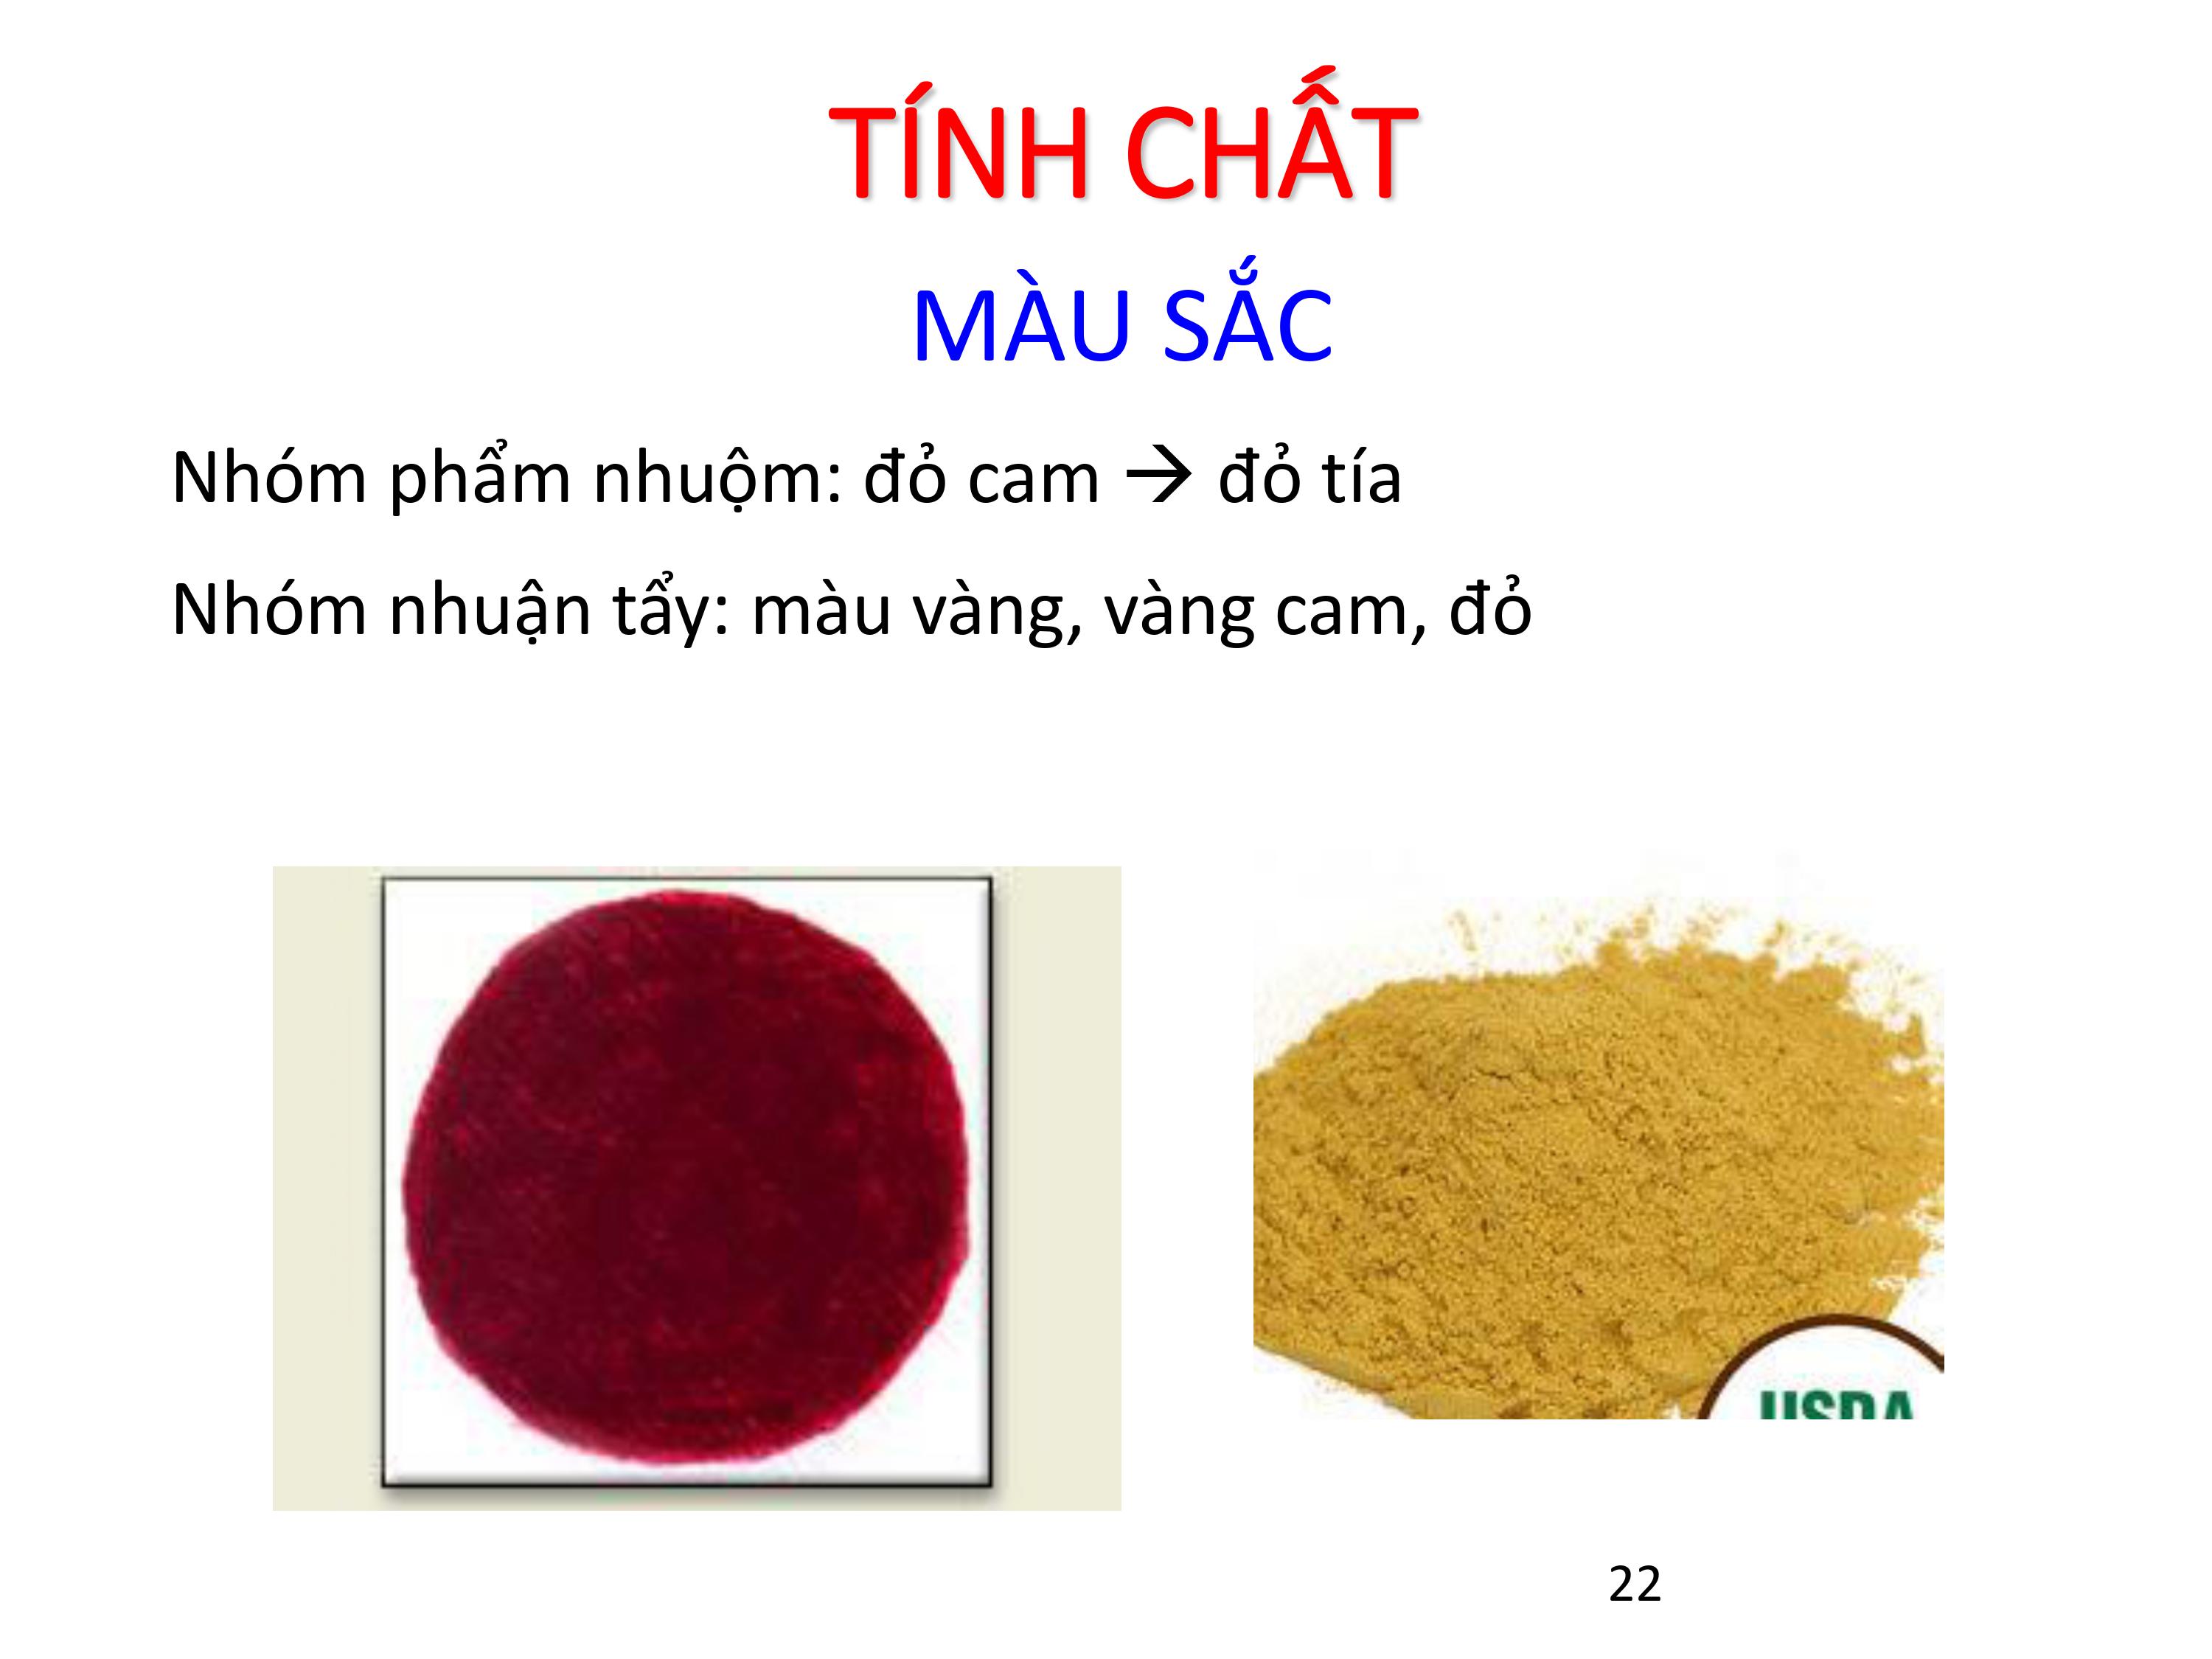 TÍNH CHẤT
MÀU SẮC
Nhóm phẩm nhuộm: đỏ cam → đỏ tía
Nhóm nhuận tẩy: màu vàng, vàng cam, đỏ
USDA
22